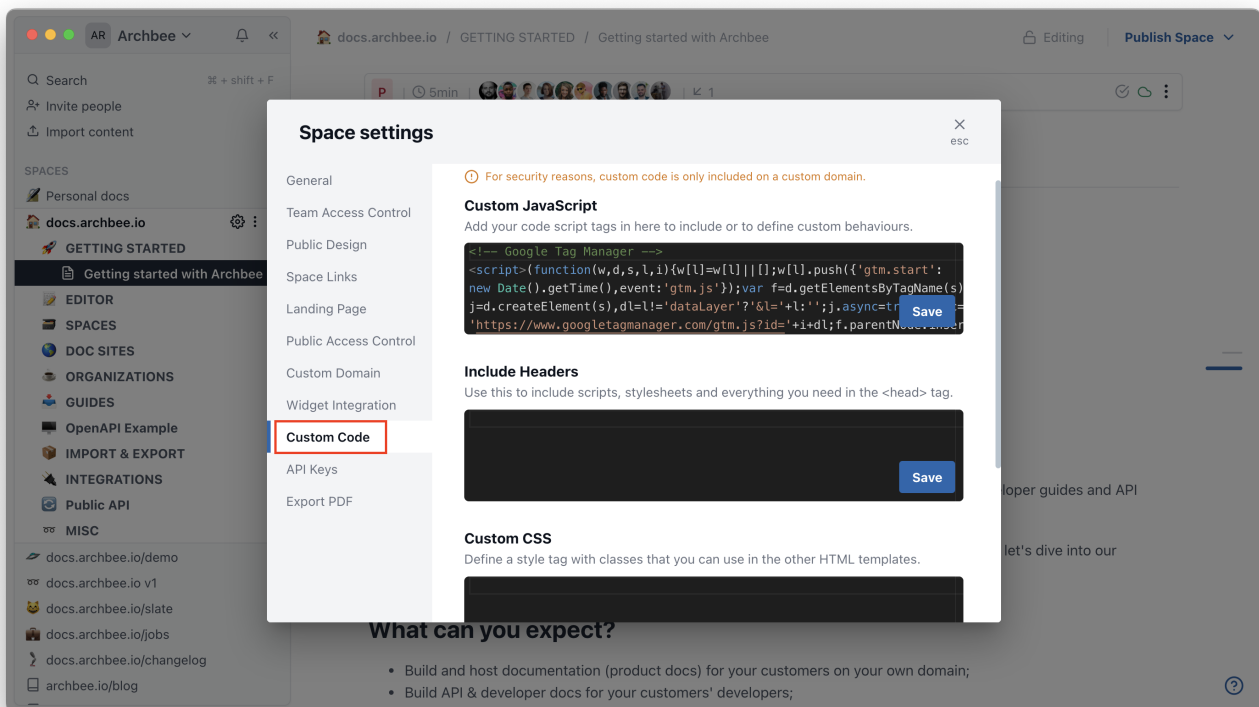 AR Archbee
docs.archbee.io / GETTING STARTED / Getting started with Archbee
Editing
Publish Space
Search ⌘ + shift + F
Invite people
Import content
SPACES
Personal docs
docs.archbee.io
GETTING STARTED
Getting started with Archbee
EDITOR
SPACES
DOC SITES
ORGANIZATIONS
GUIDES
OpenAPI Example
IMPORT & EXPORT
INTEGRATIONS
Public API
MISC
docs.archbee.io/demo
docs.archbee.io v1
docs.archbee.io/slate
docs.archbee.io/jobs
docs.archbee.io/changelog
archbee.io/blog
P 5min 1
Space settings
esc
General
Team Access Control
Public Design
Space Links
Landing Page
Public Access Control
Custom Domain
Widget Integration
Custom Code
API Keys
Export PDF
For security reasons, custom code is only included on a custom domain.
Custom JavaScript
Add your code script tags in here to include or to define custom behaviours.
<!-- Google Tag Manager -->
<script>(function(w,d,s,l,i){w[l]=w[l]||[];w[l].push({'gtm.start':
new Date().getTime(),event:'gtm.js'});var f=d.getElementsByTagName(s)
j=d.createElement(s),dl=l!='dataLayer'?'&l='+l:'';j.async=tr
'https://www.googletagmanager.com/gtm.js?id='+i+dl;f.parentNode.inser
Save
Include Headers
Use this to include scripts, stylesheets and everything you need in the <head> tag.
Save
Custom CSS
Define a style tag with classes that you can use in the other HTML templates.
loper guides and API
let's dive into our
What can you expect?
• Build and host documentation (product docs) for your customers on your own domain;
• Build API & developer docs for your customers' developers;